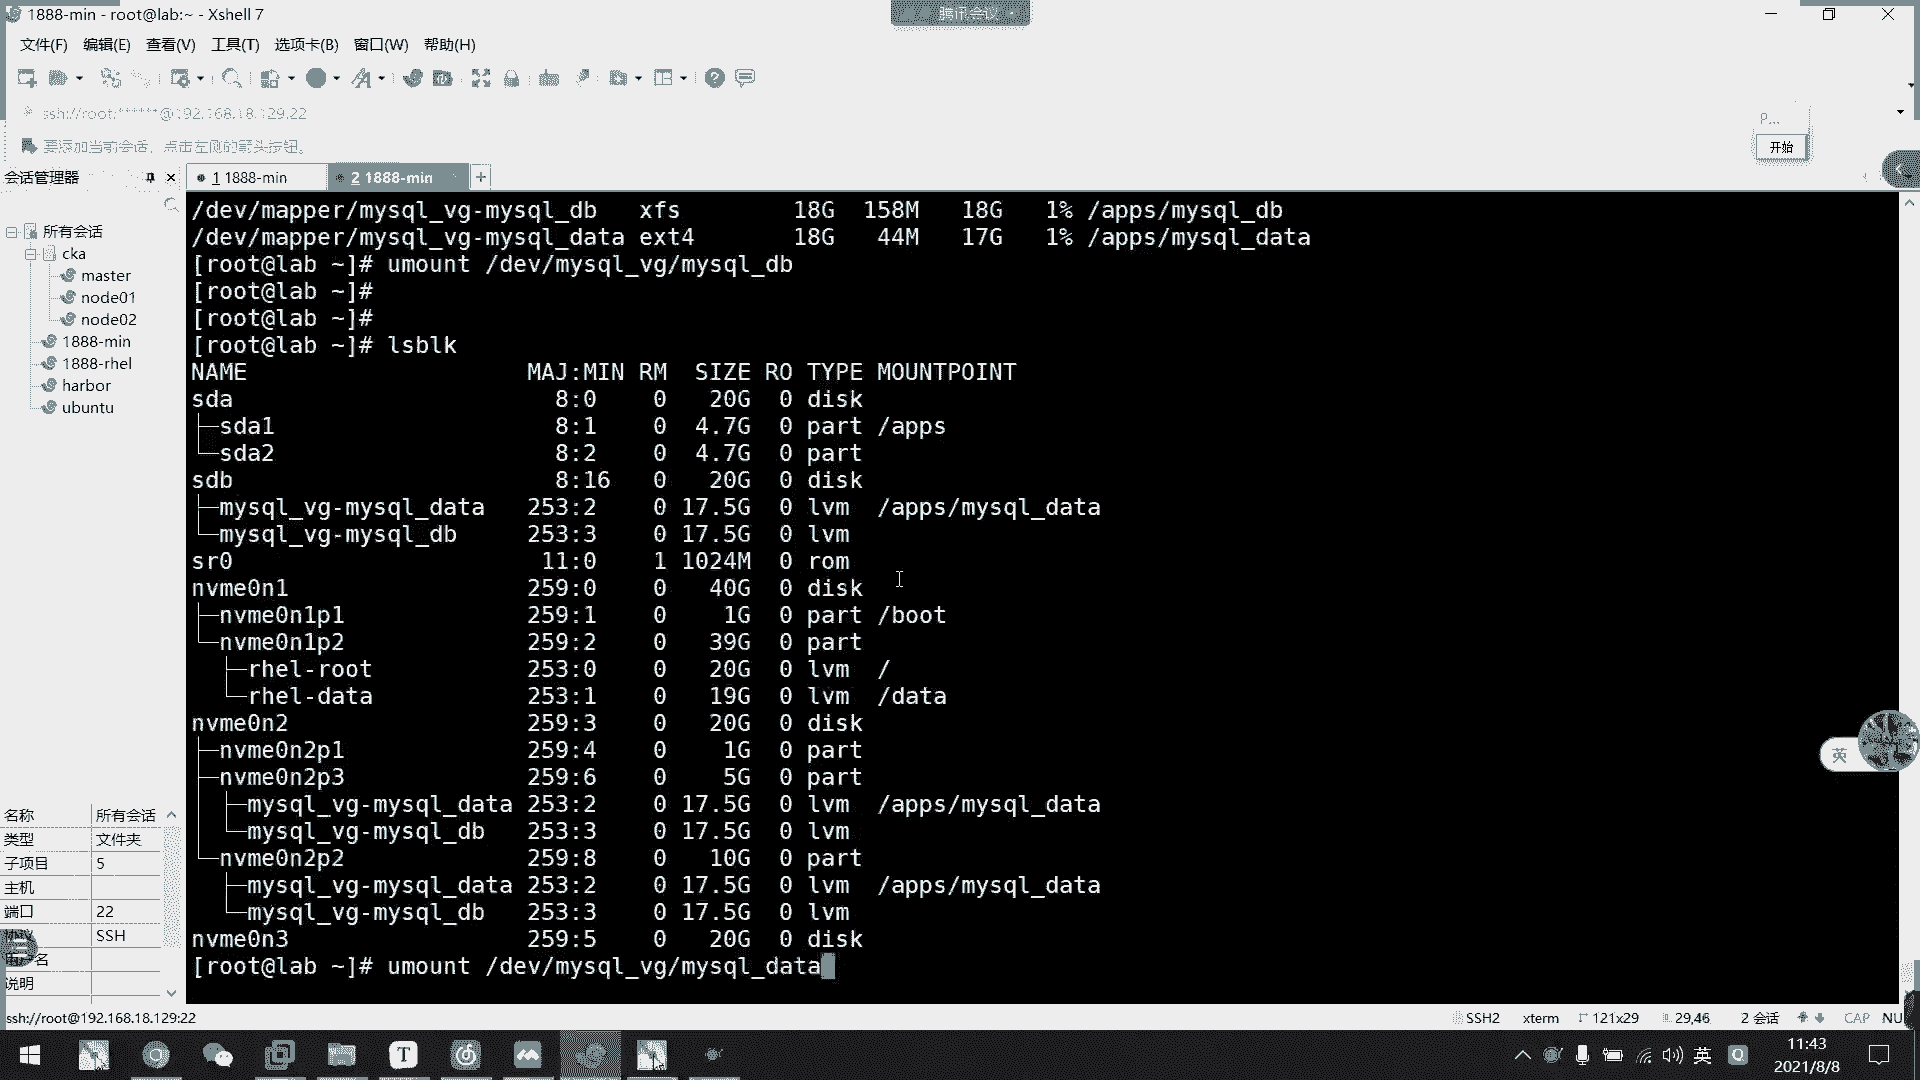 1888-min - root@lab:~ - Xshell 7
腾讯会议
文件(F) 编辑(E) 查看(V) 工具(T) 选项卡(B) 窗口(W) 帮助(H)
ssh://root:******@192.168.18.129:22
P...
要添加当前会话，点击左侧的箭头按钮。
开始
会话管理器
1 1888-min
2 1888-min
所有会话
cka
master
node01
node02
1888-min
1888-rhel
harbor
ubuntu
名称 所有会话
类型 文件夹
子项目 5
主机
端口 22
协议 SSH
说明
/dev/mapper/mysql_vg-mysql_db xfs 18G 158M 18G 1% /apps/mysql_db
/dev/mapper/mysql_vg-mysql_data ext4 18G 44M 17G 1% /apps/mysql_data
[root@lab ~]# umount /dev/mysql_vg/mysql_db
[root@lab ~]#
[root@lab ~]#
[root@lab ~]# lsblk
NAME MAJ:MIN RM SIZE RO TYPE MOUNTPOINT
sda 8:0 0 20G 0 disk
├─sda1 8:1 0 4.7G 0 part /apps
└─sda2 8:2 0 4.7G 0 part
sdb 8:16 0 20G 0 disk
├─mysql_vg-mysql_data 253:2 0 17.5G 0 lvm /apps/mysql_data
└─mysql_vg-mysql_db 253:3 0 17.5G 0 lvm
sr0 11:0 1 1024M 0 rom
nvme0n1 259:0 0 40G 0 disk
├─nvme0n1p1 259:1 0 1G 0 part /boot
└─nvme0n1p2 259:2 0 39G 0 part
├─rhel-root 253:0 0 20G 0 lvm /
└─rhel-data 253:1 0 19G 0 lvm /data
nvme0n2 259:3 0 20G 0 disk
├─nvme0n2p1 259:4 0 1G 0 part
├─nvme0n2p3 259:6 0 5G 0 part
│ ├─mysql_vg-mysql_data 253:2 0 17.5G 0 lvm /apps/mysql_data
│ └─mysql_vg-mysql_db 253:3 0 17.5G 0 lvm
└─nvme0n2p2 259:8 0 10G 0 part
├─mysql_vg-mysql_data 253:2 0 17.5G 0 lvm /apps/mysql_data
└─mysql_vg-mysql_db 253:3 0 17.5G 0 lvm
nvme0n3 259:5 0 20G 0 disk
[root@lab ~]# umount /dev/mysql_vg/mysql_data
英
ssh://root@192.168.18.129:22
SSH2 xterm 121x29 29,46 2 会话 CAP NU
T
英
11:43
2021/8/8